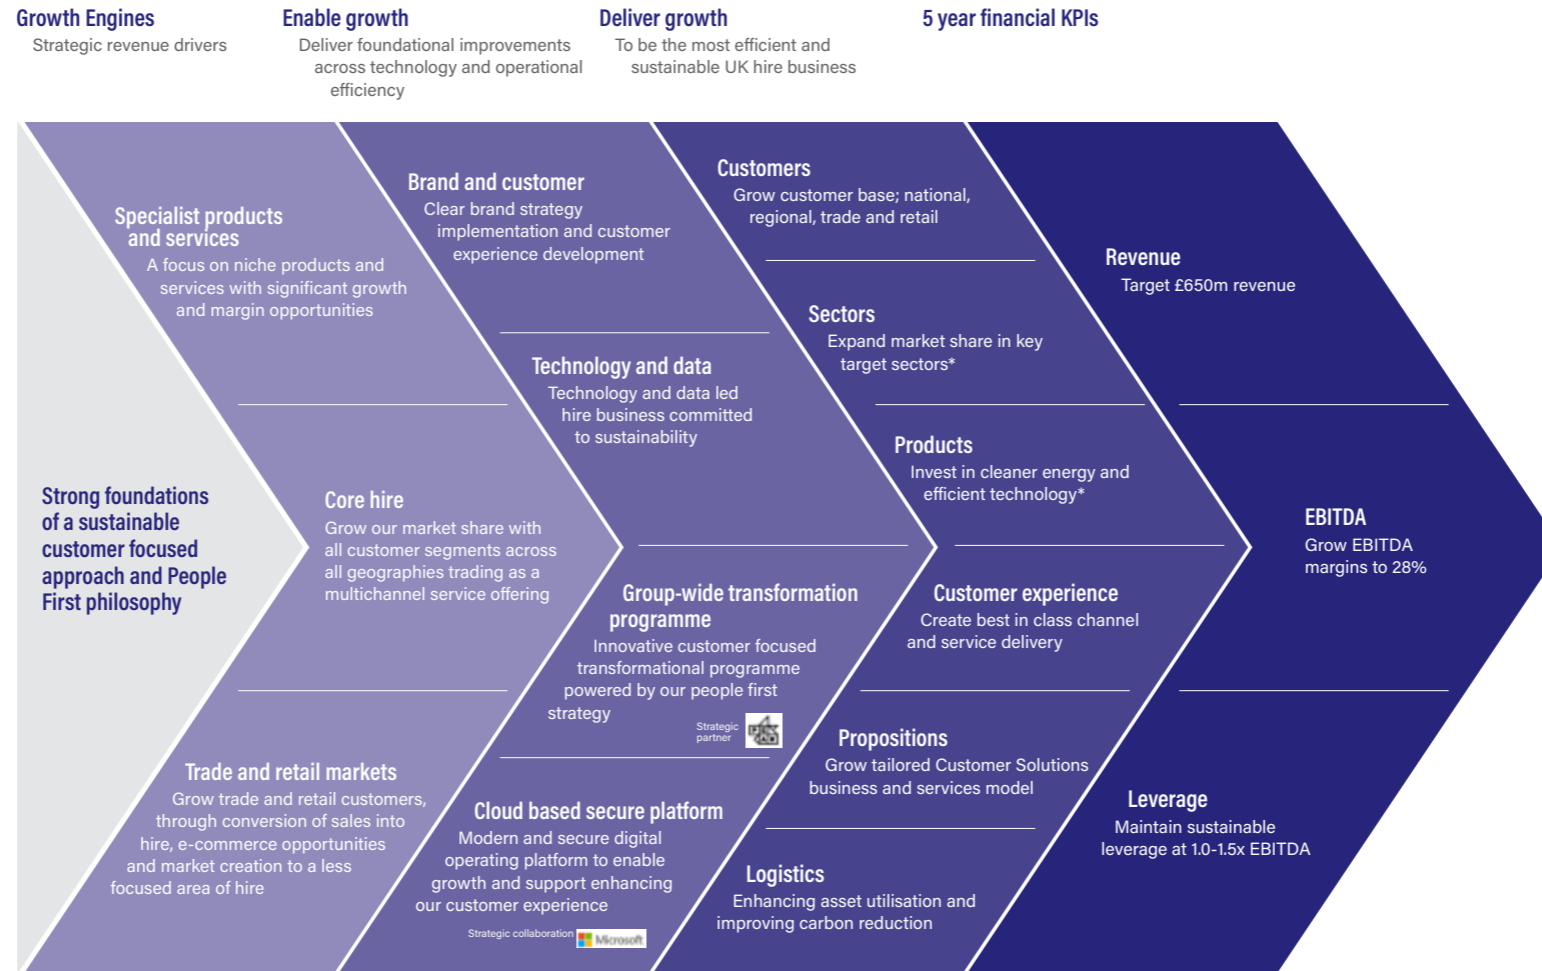 Growth Engines
Strategic revenue drivers
Enable growth
Deliver foundational improvements
across technology and operational
efficiency
Deliver growth
To be the most efficient and
sustainable UK hire business
5 year financial KPIs
Strong foundations
of a sustainable
customer focused
approach and People
First philosophy
Specialist products
and services
A focus on niche products and
services with significant growth
and margin opportunities
Core hire
Grow our market share with
all customer segments across
all geographies trading as a
multichannel service offering
Trade and retail markets
Grow trade and retail customers,
through conversion of sales into
hire, e-commerce opportunities
and market creation to a less
focused area of hire
Brand and customer
Clear brand strategy
implementation and customer
experience development
Technology and data
Technology and data led
hire business committed
to sustainability
Group-wide transformation
programme
Innovative customer focused
transformational programme
powered by our people first
strategy
Strategic
partner
Cloud based secure platform
Modern and secure digital
operating platform to enable
growth and support enhancing
our customer experience
Strategic collaboration
Microsoft
Customers
Grow customer base; national,
regional, trade and retail
Sectors
Expand market share in key
target sectors*
Products
Invest in cleaner energy and
efficient technology*
Customer experience
Create best in class channel
and service delivery
Propositions
Grow tailored Customer Solutions
business and services model
Logistics
Enhancing asset utilisation and
improving carbon reduction
Revenue
Target £650m revenue
EBITDA
Grow EBITDA
margins to 28%
Leverage
Maintain sustainable
leverage at 1.0-1.5x EBITDA